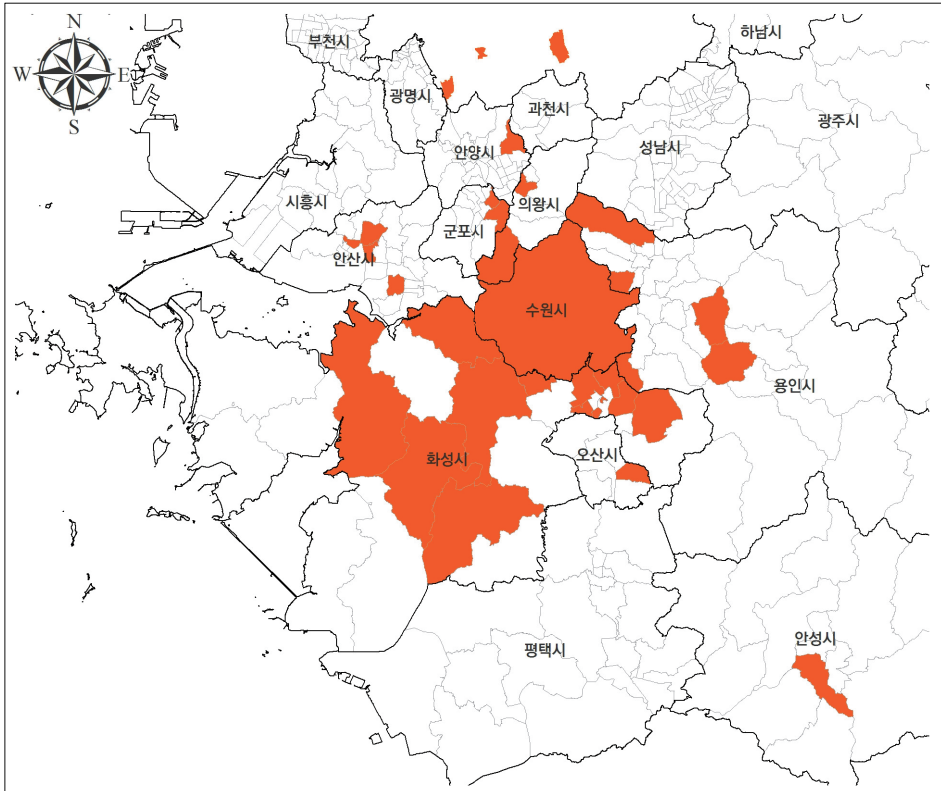 N
W E
S
부천시
하남시
광명시
과천시
광주시
안양시
성남시
시흥시
의왕시
군포시
안산시
수원시
용인시
화성시
오산시
안성시
평택시